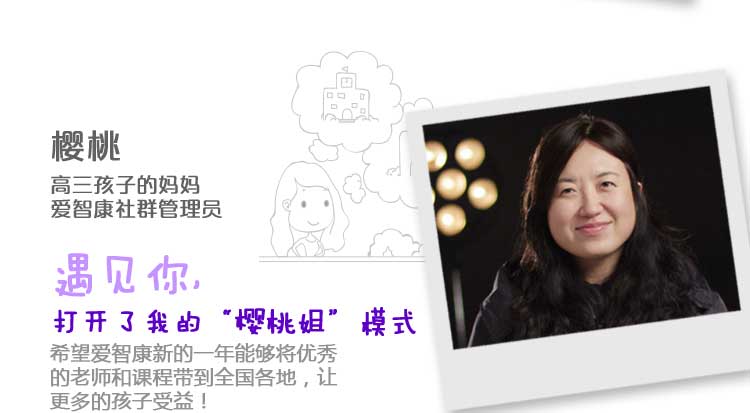 樱桃
高三孩子的妈妈
爱智康社群管理员
遇见你,
打开了我的“樱桃姐”模式
希望爱智康新的一年能够将优秀
的老师和课程带到全国各地，让
更多的孩子受益！